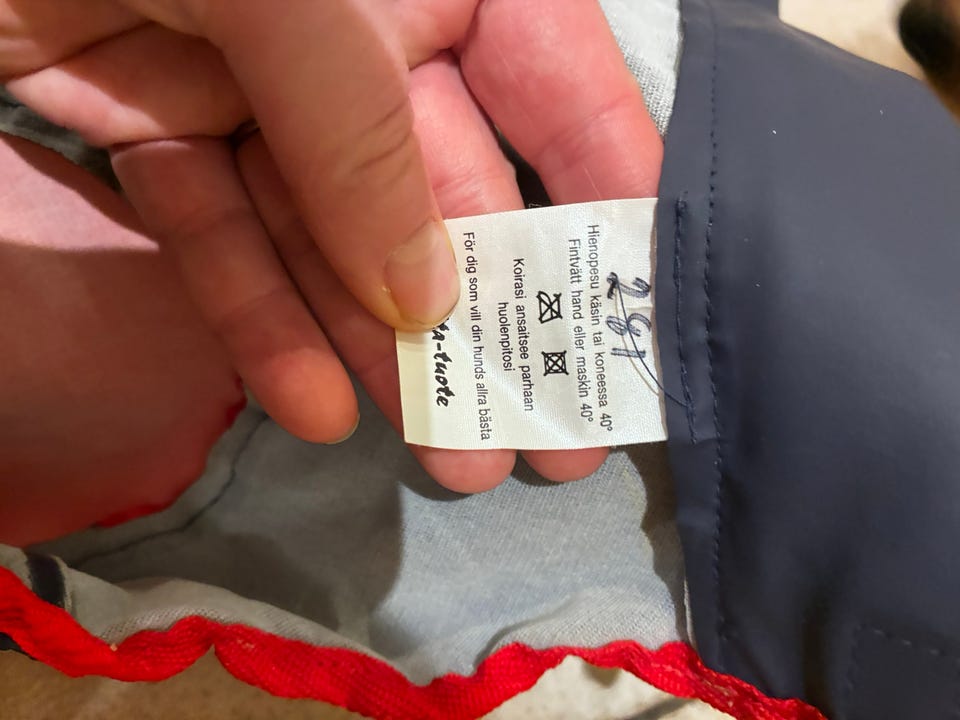 Hienopesu käsin tai koneessa 40°
Fintvätt hand eller maskin 40°
Koirasi ansaitsee parhaan
huolenpitosi
För dig som vill din hunds allra bästa
-tuote